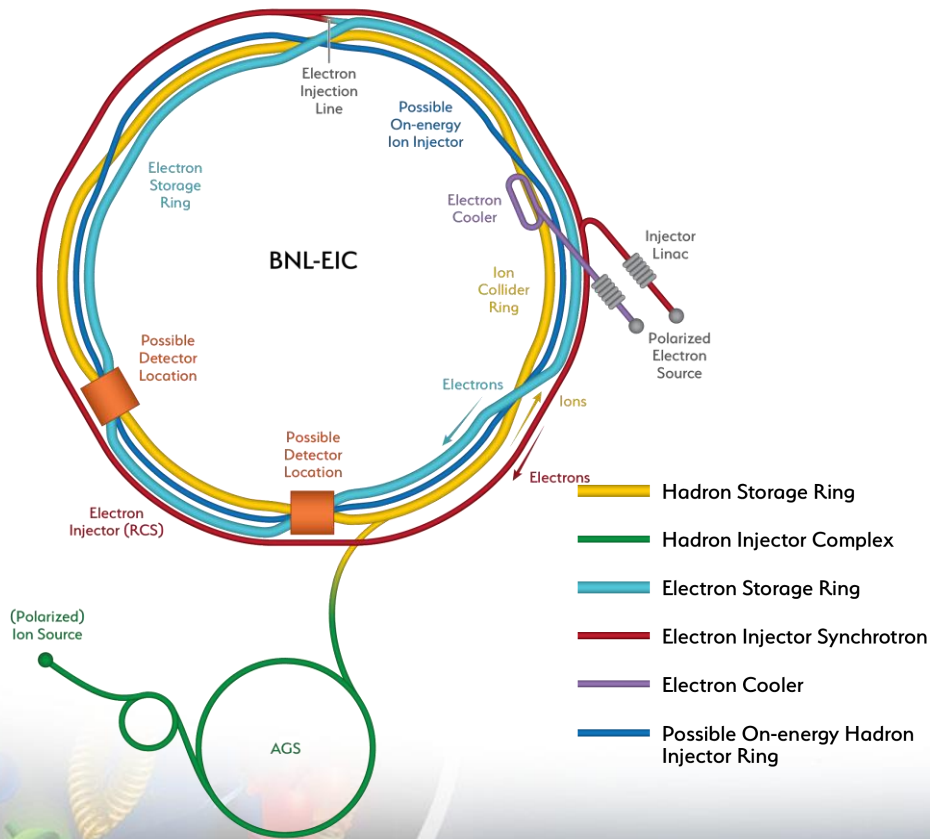 Electron
Injection
Line
Possible
On-energy
Ion Injector
Electron
Storage
Ring
Electron
Cooler
Injector
Linac
BNL-EIC
Ion
Collider
Ring
Polarized
Electron
Source
Possible
Detector
Location
Electrons
Ions
Possible
Detector
Location
Electrons
Electron
Injector (RCS)
(Polarized)
Ion Source
AGS
Hadron Storage Ring
Hadron Injector Complex
Electron Storage Ring
Electron Injector Synchrotron
Electron Cooler
Possible On-energy Hadron
Injector Ring